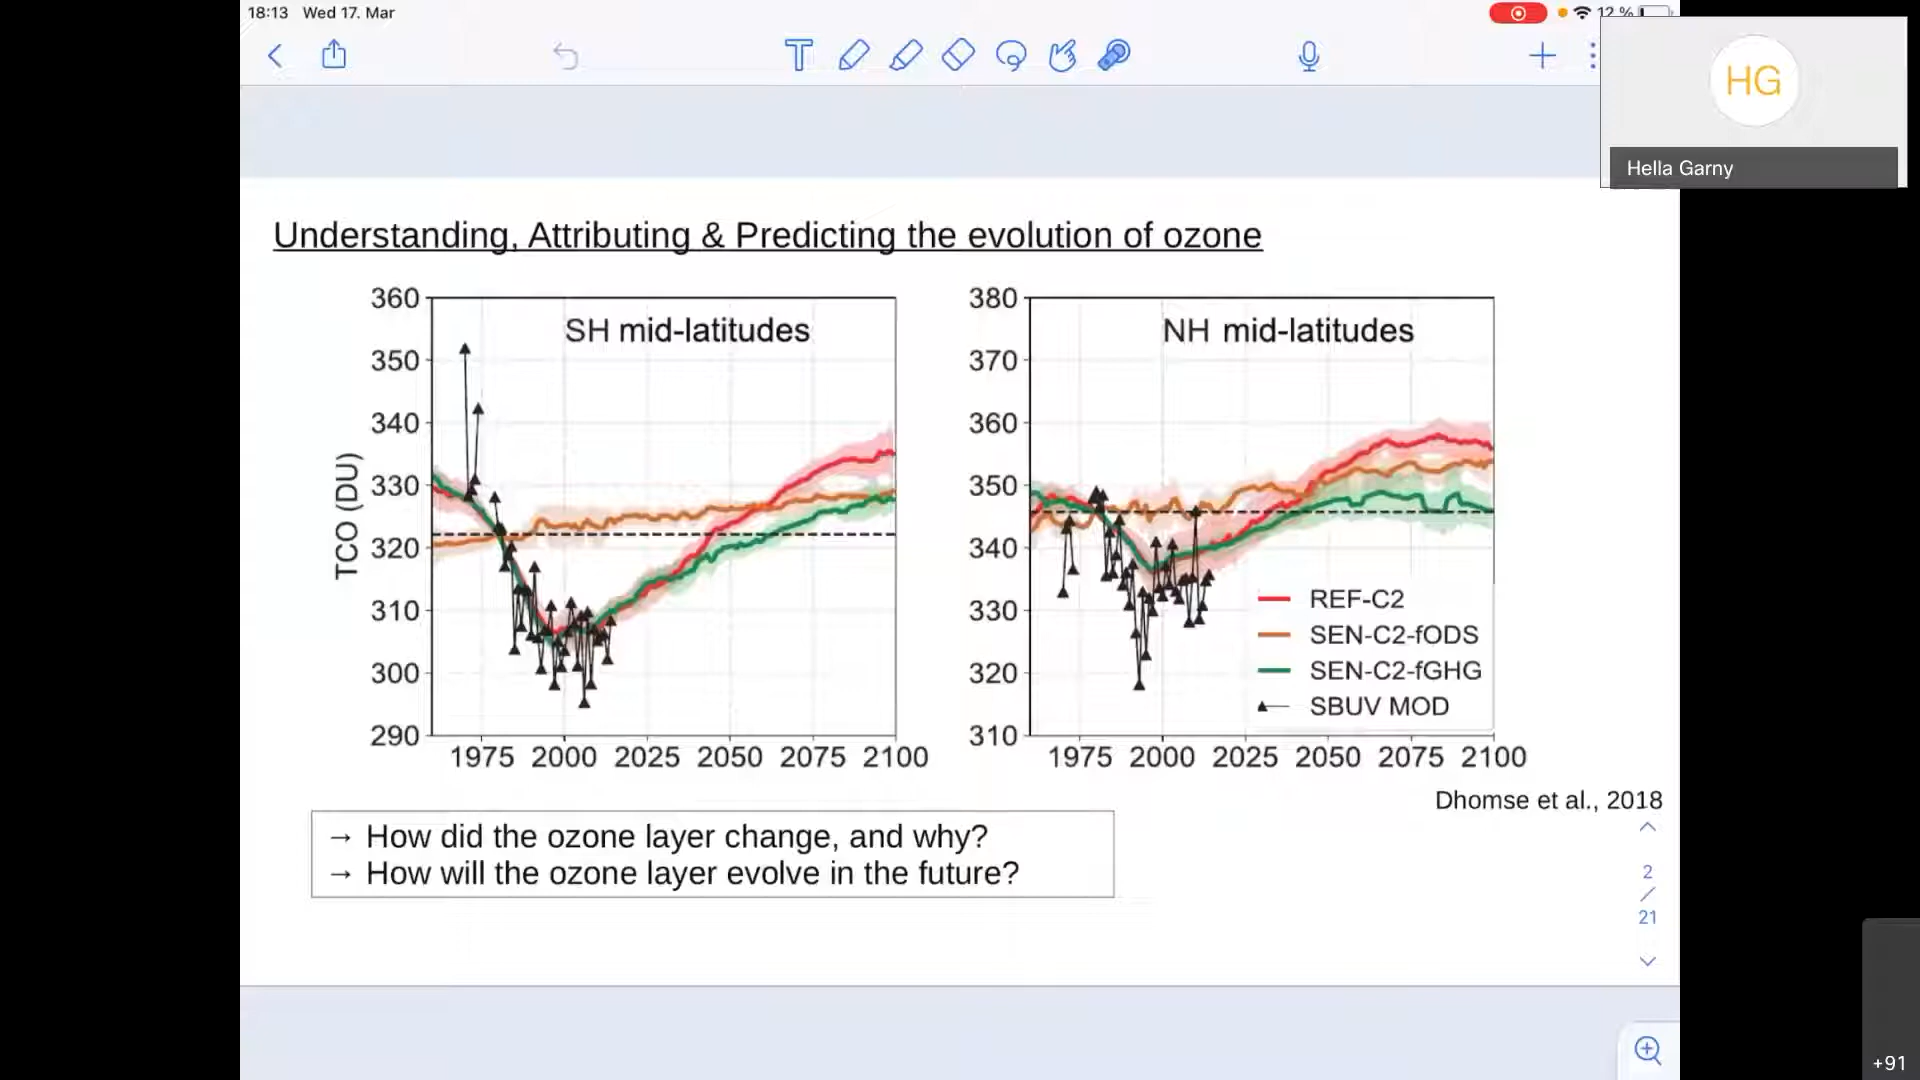 18:13 Wed 17. Mar
12 %
HG
Hella Garny
Understanding, Attributing & Predicting the evolution of ozone
SH mid-latitudes
TCO (DU)
360
350
340
330
320
310
300
290
1975 2000 2025 2050 2075 2100
NH mid-latitudes
380
370
360
350
340
330
320
310
1975 2000 2025 2050 2075 2100
REF-C2
SEN-C2-fODS
SEN-C2-fGHG
SBUV MOD
Dhomse et al., 2018
→ How did the ozone layer change, and why?
→ How will the ozone layer evolve in the future?
2
/
21
+91